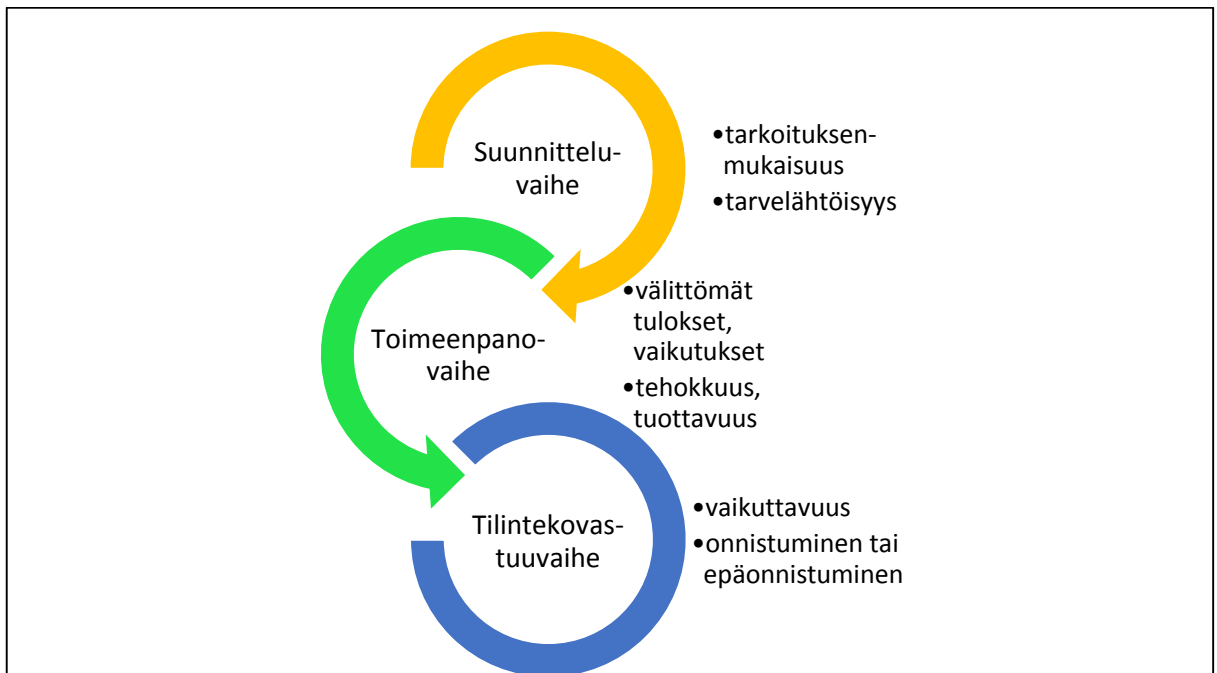 Suunnittelu-
vaihe
•tarkoituksen-
mukaisuus
•tarvelähtöisyys
Toimeenpano-
vaihe
•välittömät
tulokset,
vaikutukset
•tehokkuus,
tuottavuus
Tilintekovas-
tuuvaihe
•vaikuttavuus
•onnistuminen tai
epäonnistuminen